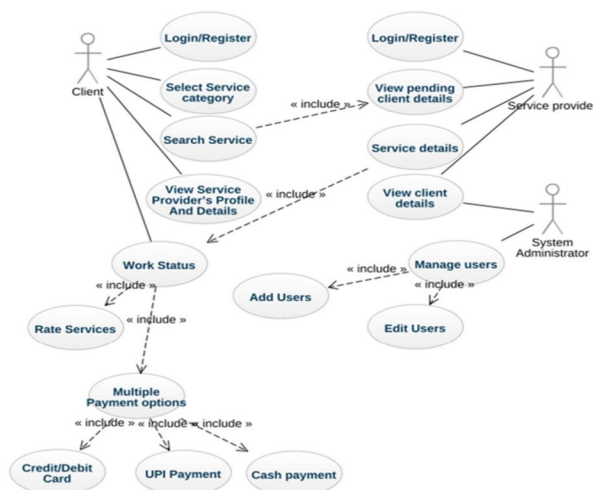 Login/Register
Login/Register
Client
Select Service
category
View pending
client details
Service provide
« include »
Search Service
Service details
View Service
Provider's Profile
And Details
« include »
View client
details
System
Administrator
Work Status
« include »
Manage users
« include »
« include »
Add Users
Rate Services
« include »
Edit Users
Multiple
Payment options
« include » « include » « include »
Credit/Debit
Card
UPI Payment
Cash payment